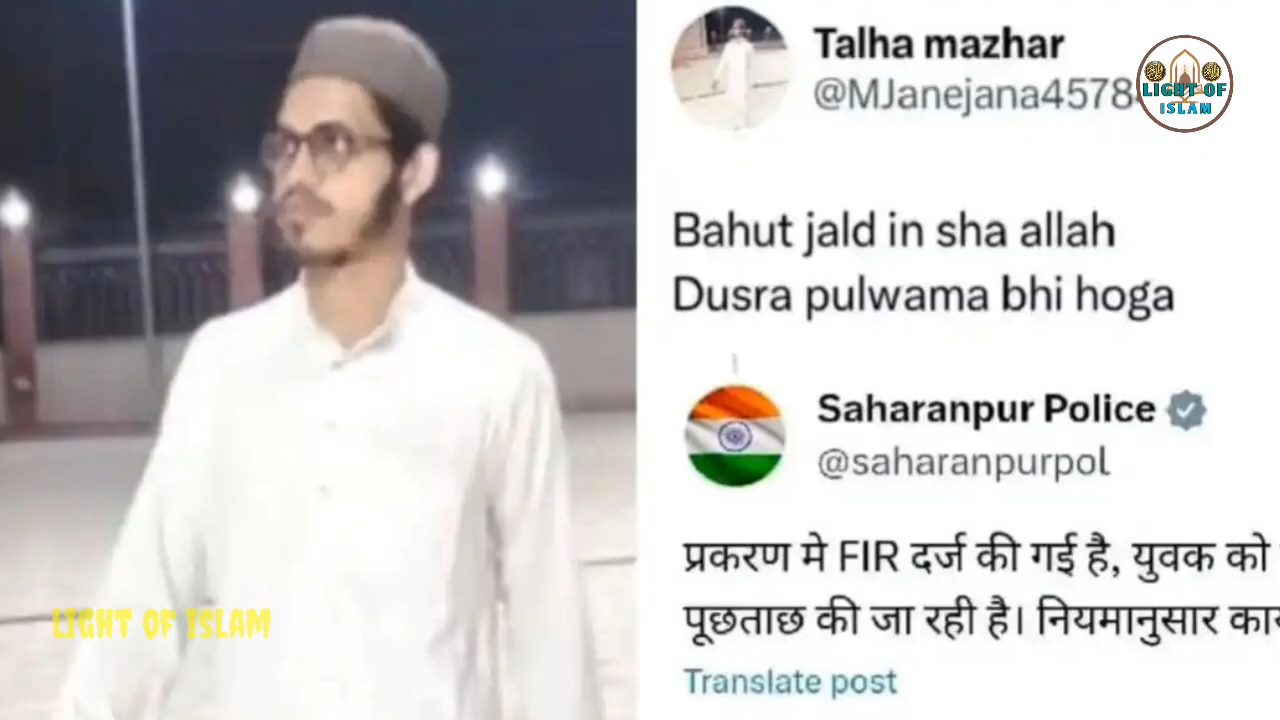 Talha mazhar
@MJanejana4578
LIGHT OF
ISLAM
Bahut jald in sha allah
Dusra pulwama bhi hoga
Saharanpur Police
@saharanpurpol
प्रकरण मे FIR दर्ज की गई है, युवक को
पूछताछ की जा रही है। नियमानुसार
Translate post
LIGHT OF ISLAM